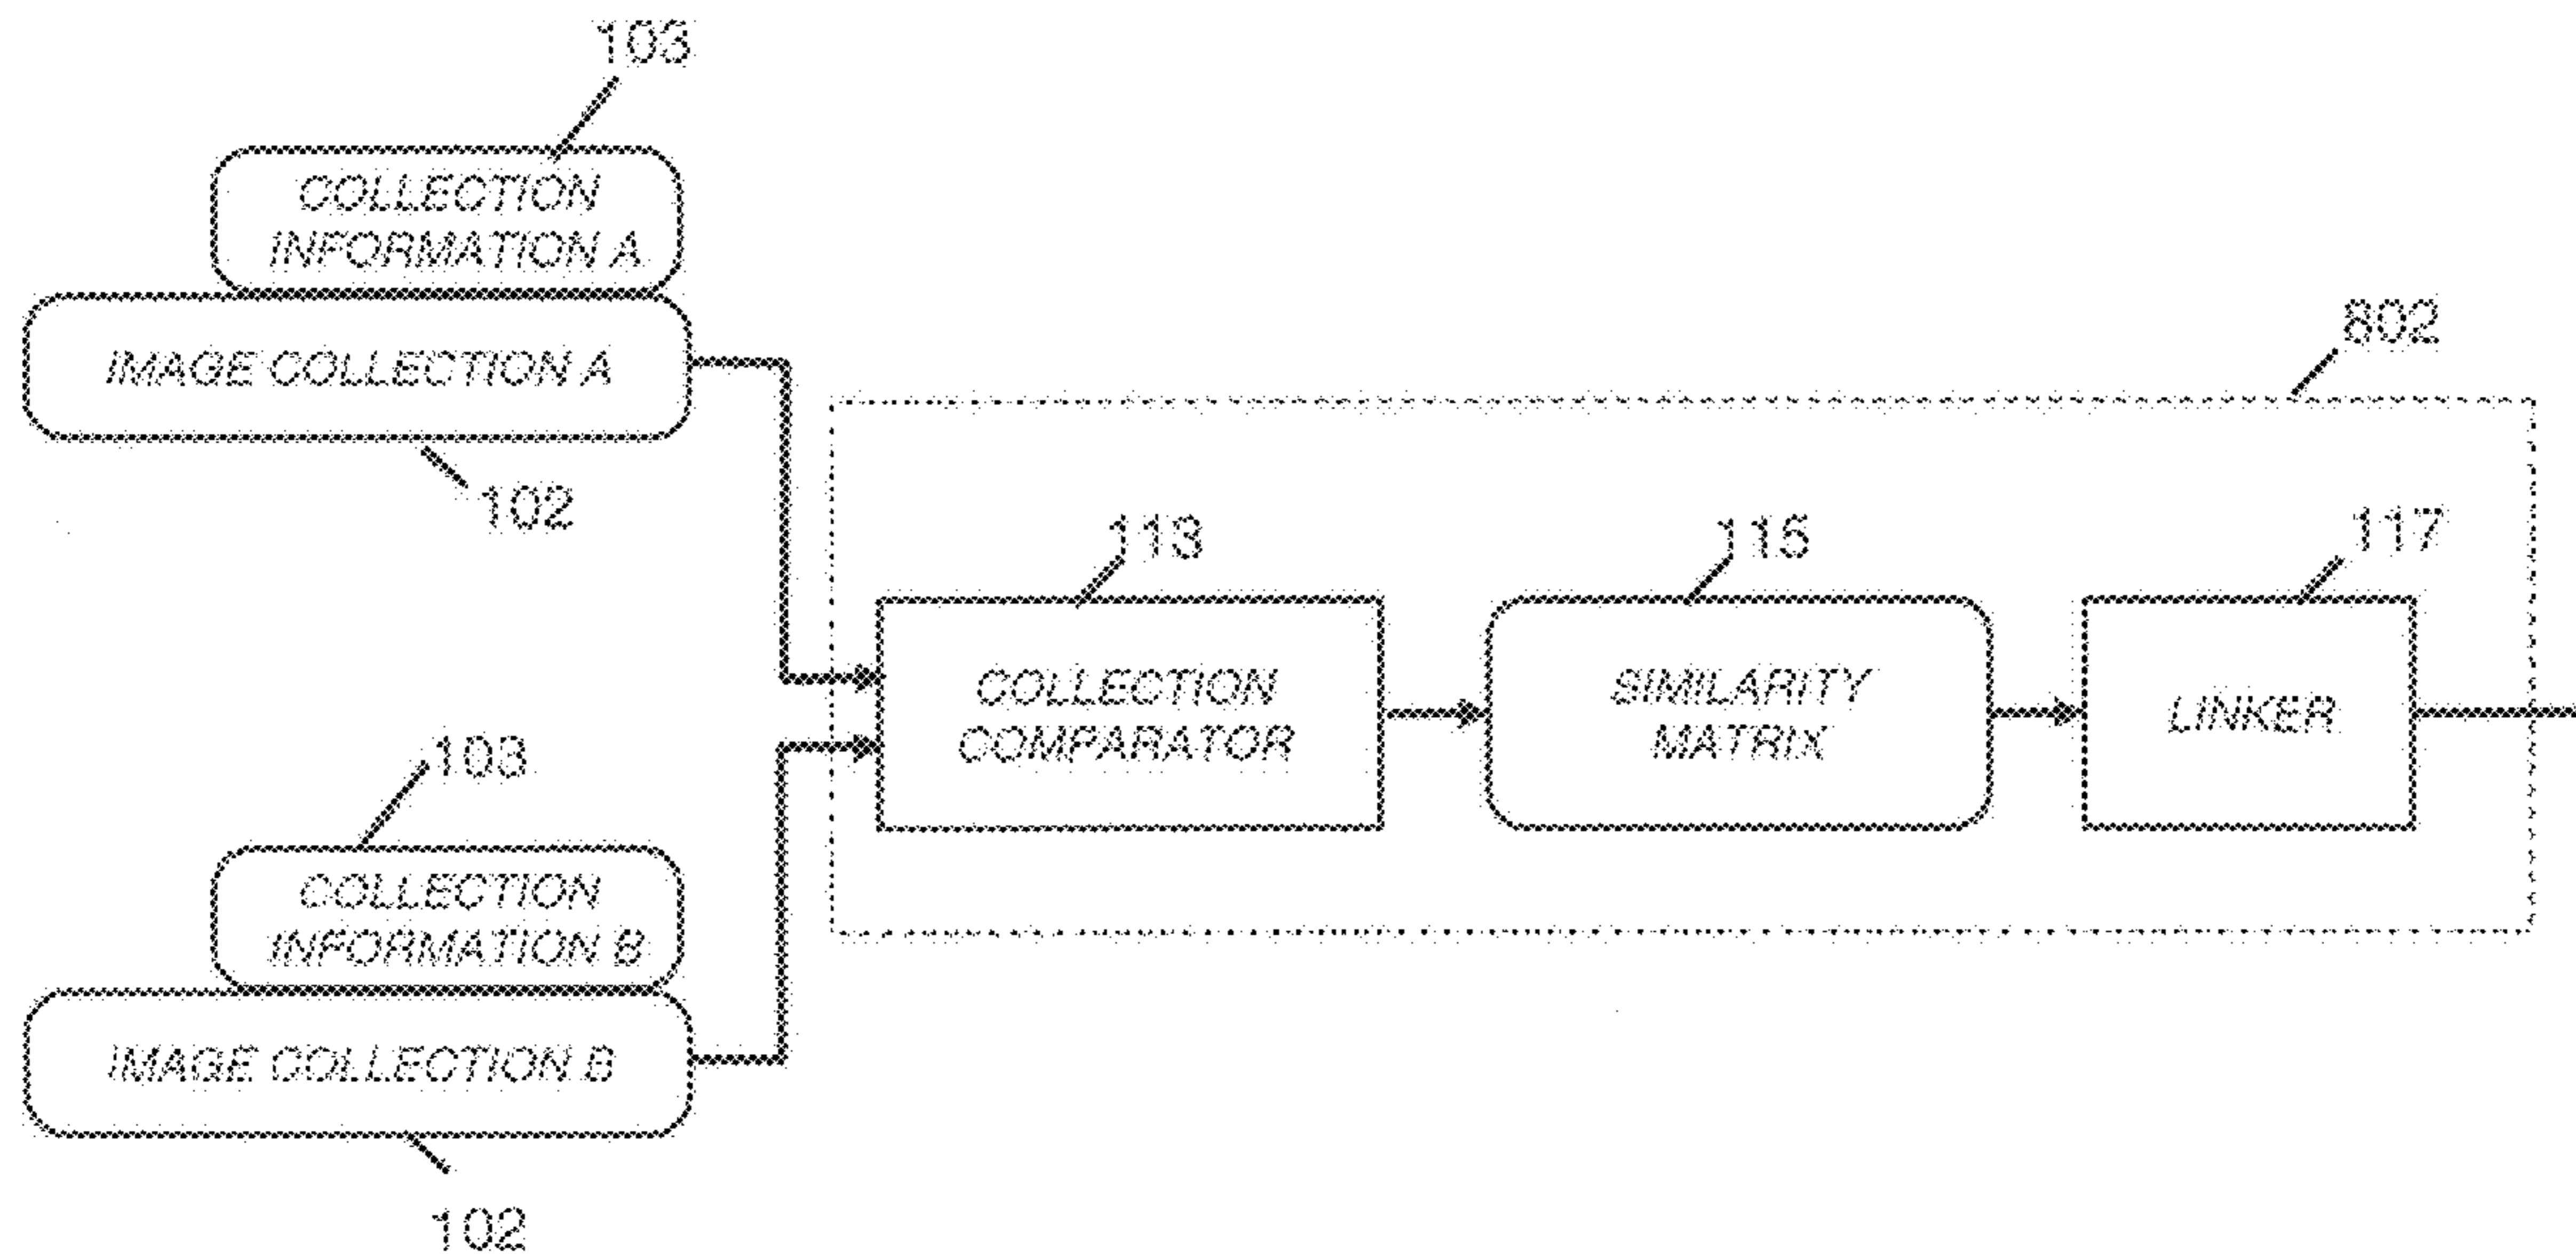 103
COLLECTION
INFORMATION A
IMAGE COLLECTION A
102
802
113
115
117
COLLECTION
COMPARATOR
SIMILARITY
MATRIX
LINKER
103
COLLECTION
INFORMATION B
IMAGE COLLECTION B
102